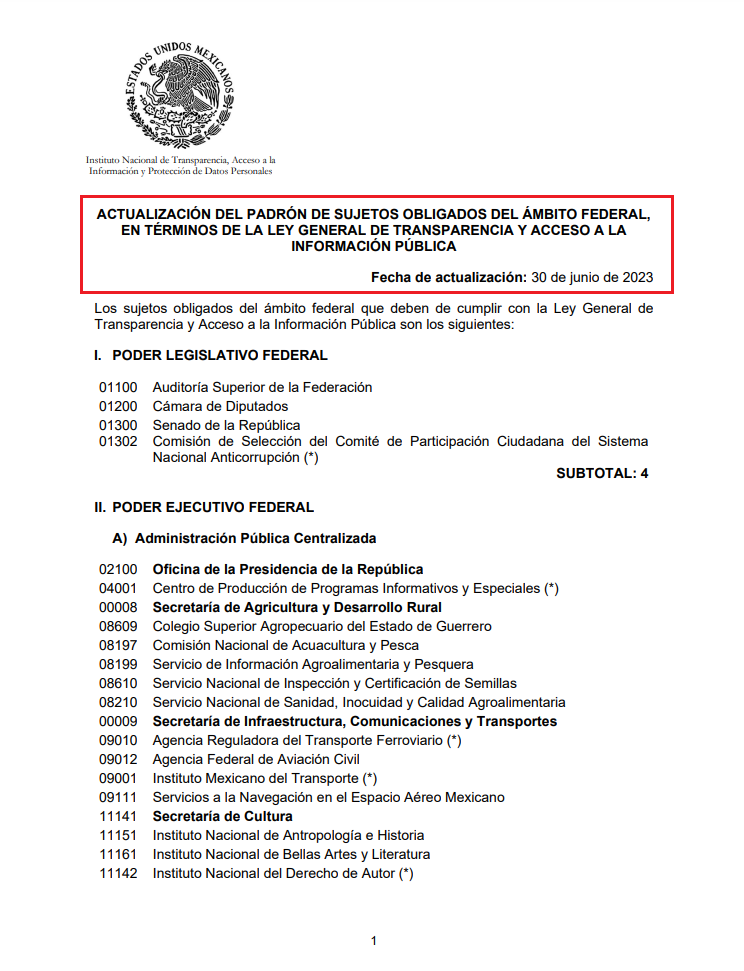 ESTADOS UNIDOS MEXICANOS
Instituto Nacional de Transparencia, Acceso a la
Información y Protección de Datos Personales
ACTUALIZACIÓN DEL PADRÓN DE SUJETOS OBLIGADOS DEL ÁMBITO FEDERAL,
EN TÉRMINOS DE LA LEY GENERAL DE TRANSPARENCIA Y ACCESO A LA
INFORMACIÓN PÚBLICA
Fecha de actualización: 30 de junio de 2023
Los sujetos obligados del ámbito federal que deben de cumplir con la Ley General de
Transparencia y Acceso a la Información Pública son los siguientes:
I. PODER LEGISLATIVO FEDERAL
01100 Auditoría Superior de la Federación
01200 Cámara de Diputados
01300 Senado de la República
01302 Comisión de Selección del Comité de Participación Ciudadana del Sistema
Nacional Anticorrupción (*)
SUBTOTAL: 4
II. PODER EJECUTIVO FEDERAL
A) Administración Pública Centralizada
02100 Oficina de la Presidencia de la República
04001 Centro de Producción de Programas Informativos y Especiales (*)
00008 Secretaría de Agricultura y Desarrollo Rural
08609 Colegio Superior Agropecuario del Estado de Guerrero
08197 Comisión Nacional de Acuacultura y Pesca
08199 Servicio de Información Agroalimentaria y Pesquera
08610 Servicio Nacional de Inspección y Certificación de Semillas
08210 Servicio Nacional de Sanidad, Inocuidad y Calidad Agroalimentaria
00009 Secretaría de Infraestructura, Comunicaciones y Transportes
09010 Agencia Reguladora del Transporte Ferroviario (*)
09012 Agencia Federal de Aviación Civil
09001 Instituto Mexicano del Transporte (*)
09111 Servicios a la Navegación en el Espacio Aéreo Mexicano
11141 Secretaría de Cultura
11151 Instituto Nacional de Antropología e Historia
11161 Instituto Nacional de Bellas Artes y Literatura
11142 Instituto Nacional del Derecho de Autor (*)
1